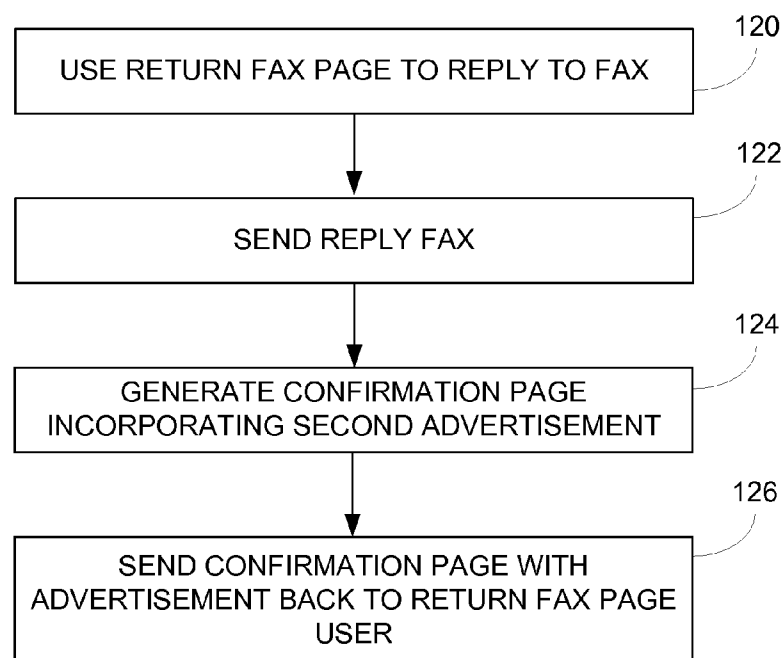 120
USE RETURN FAX PAGE TO REPLY TO FAX
122
SEND REPLY FAX
124
GENERATE CONFIRMATION PAGE
INCORPORATING SECOND ADVERTISEMENT
126
SEND CONFIRMATION PAGE WITH
ADVERTISEMENT BACK TO RETURN FAX PAGE
USER